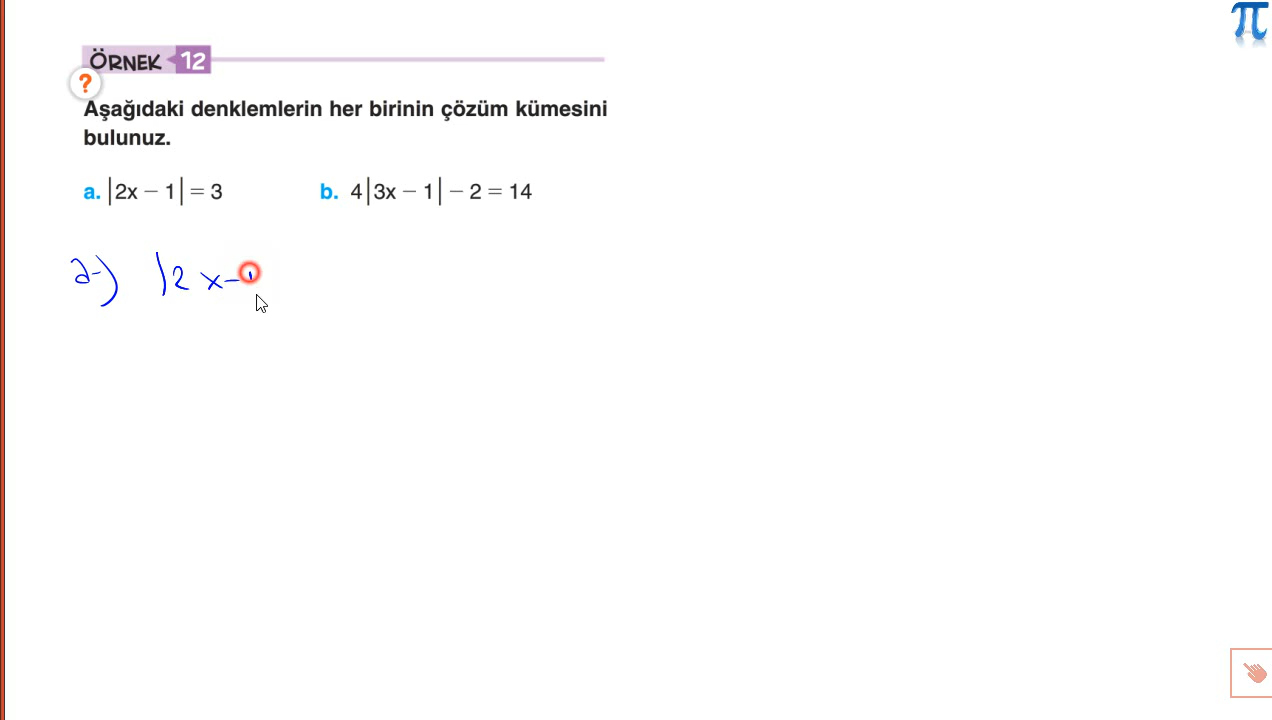 π
ÖRNEK 12
?
Aşağıdaki denklemlerin her birinin çözüm kümesini
bulunuz.
a. |2x − 1| = 3 b. 4|3x − 1| − 2 = 14
a-) |2x-